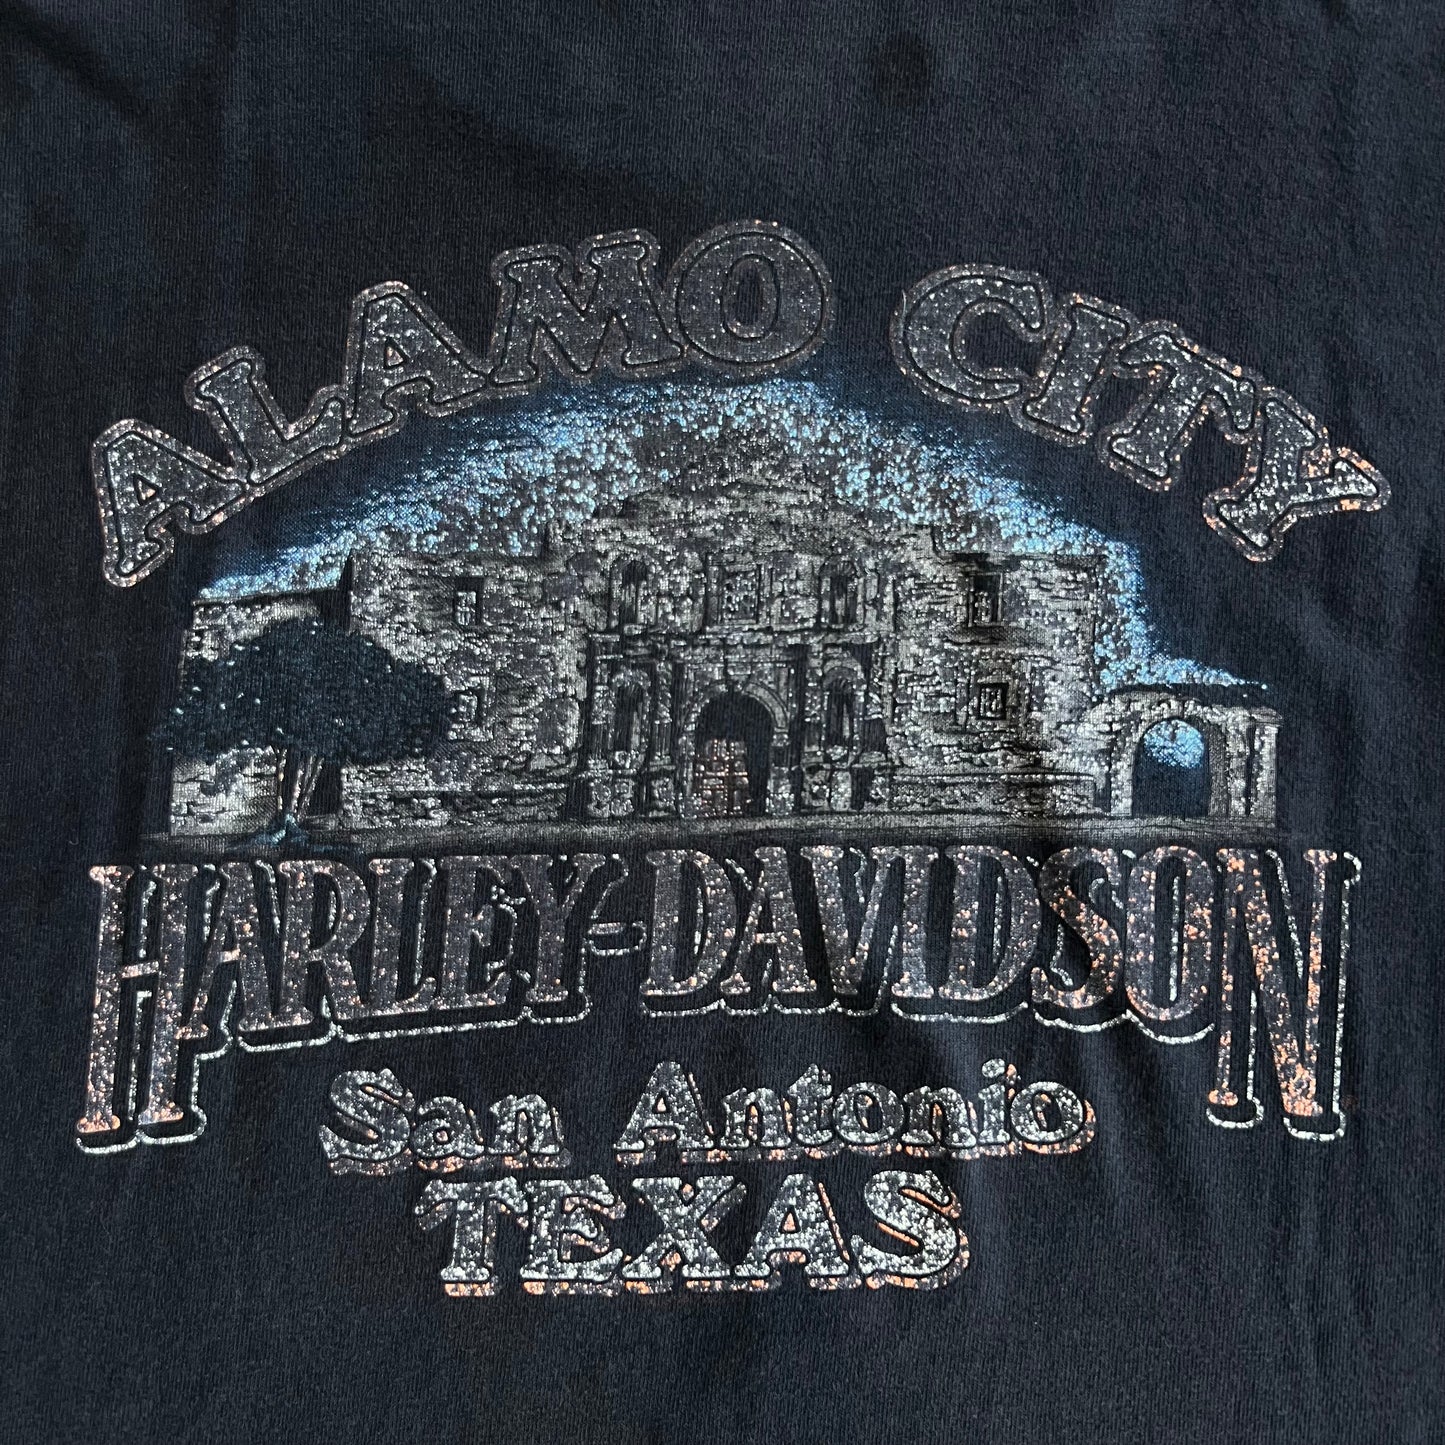 ALAMO CITY
HARLEY-DAVIDSON
San Antonio
TEXAS